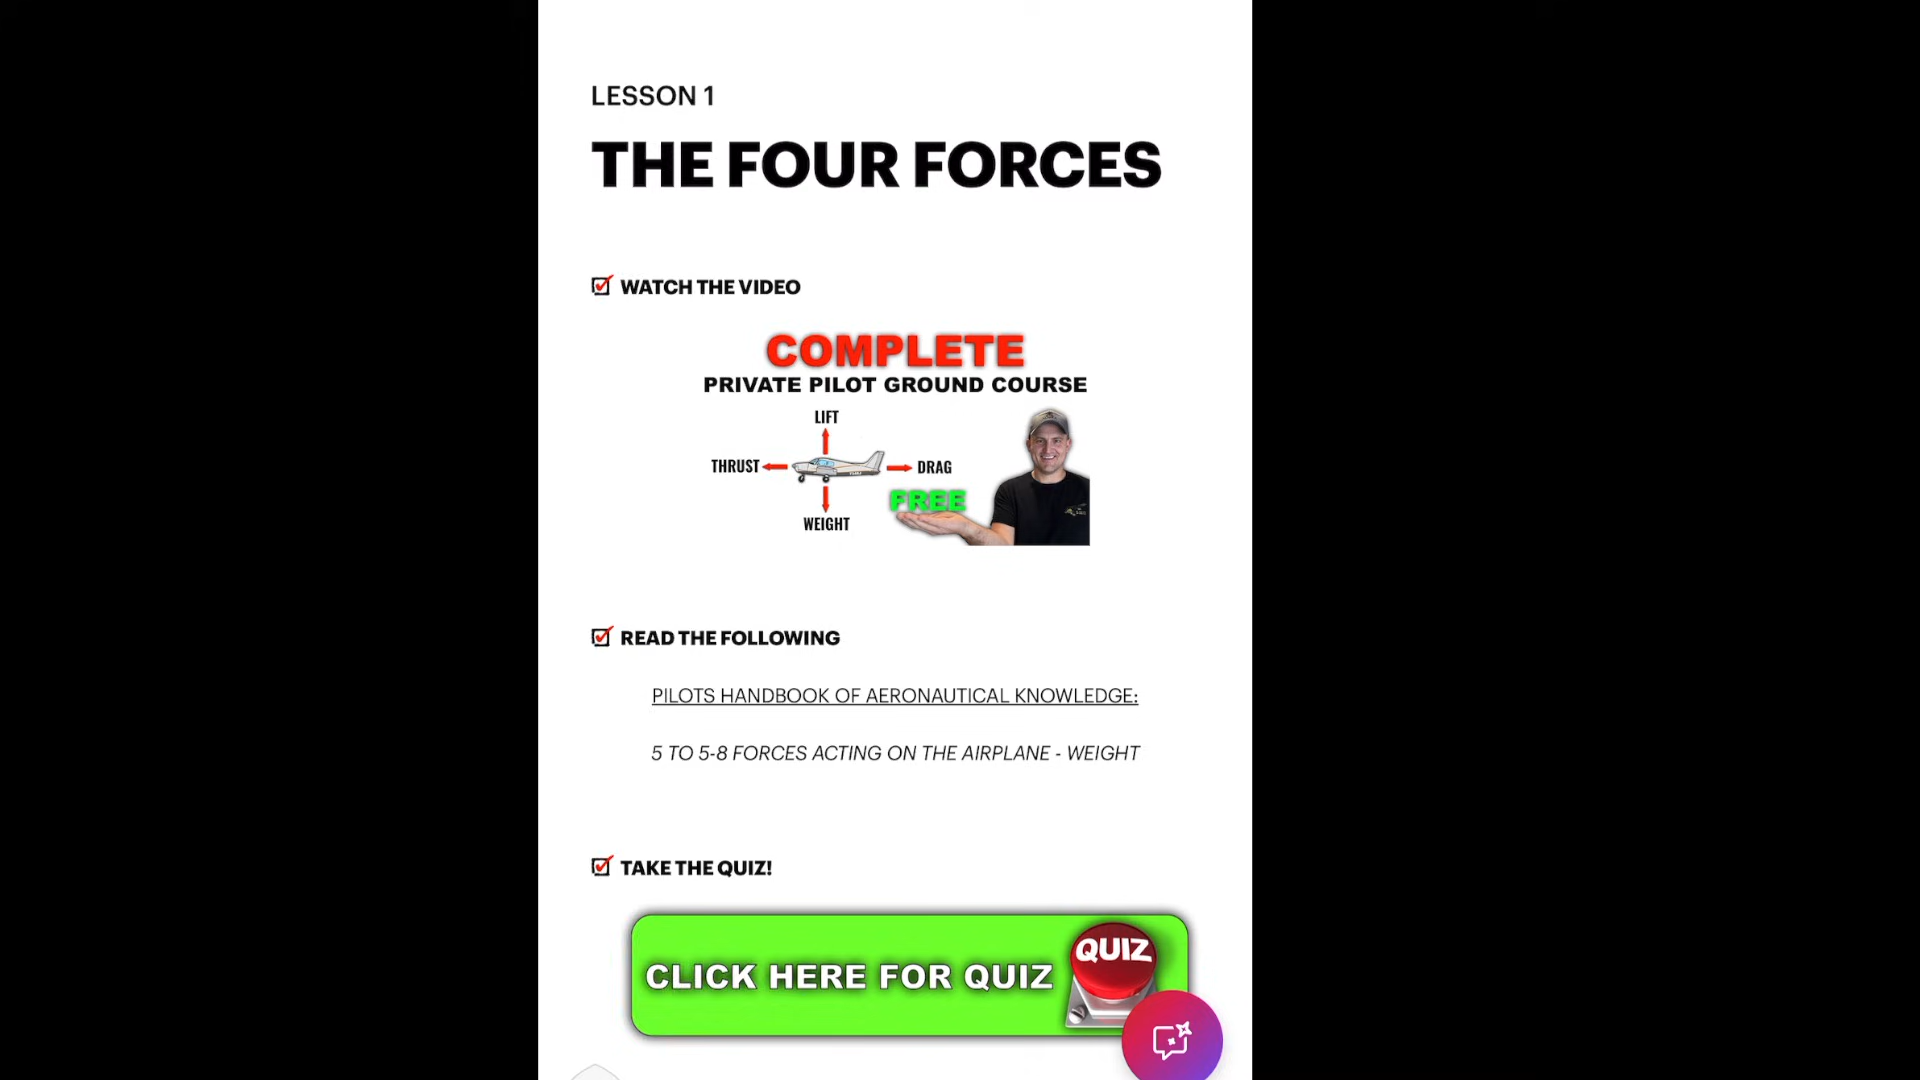 LESSON 1
THE FOUR FORCES
WATCH THE VIDEO
COMPLETE
PRIVATE PILOT GROUND COURSE
LIFT
THRUST
DRAG
FREE
WEIGHT
READ THE FOLLOWING
PILOTS HANDBOOK OF AERONAUTICAL KNOWLEDGE:
5 TO 5-8 FORCES ACTING ON THE AIRPLANE - WEIGHT
TAKE THE QUIZ!
CLICK HERE FOR QUIZ
QUIZ